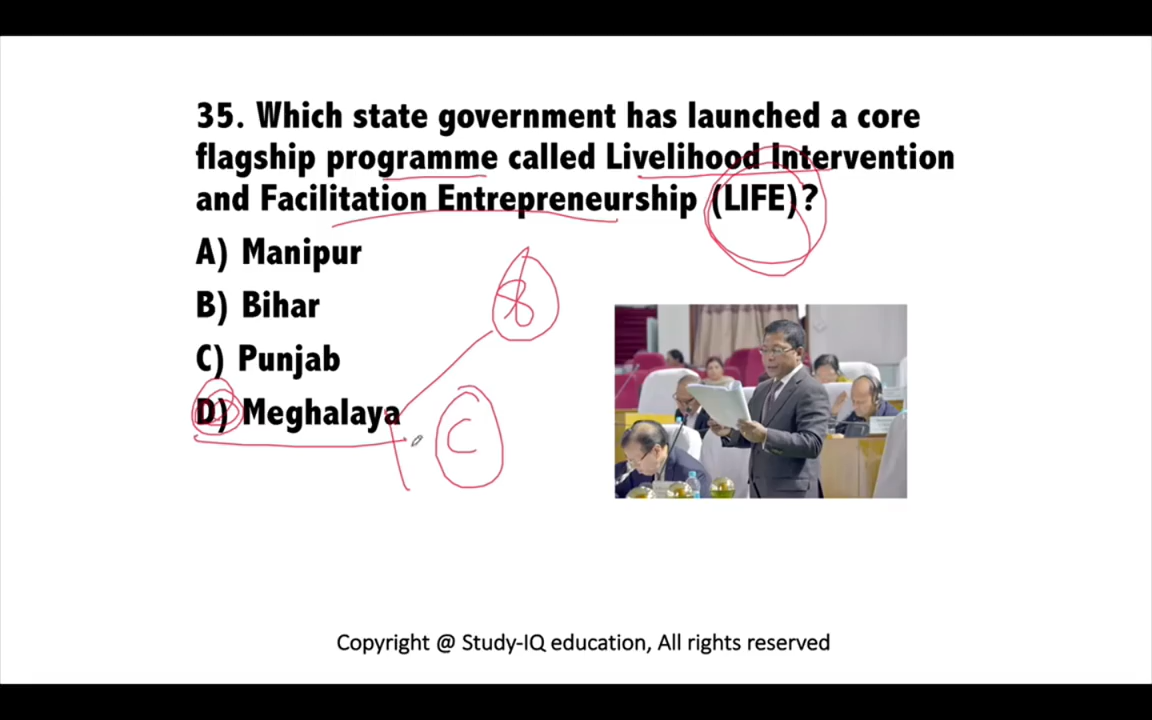 35. Which state government has launched a core
flagship programme called Livelihood Intervention
and Facilitation Entrepreneurship (LIFE)?
A) Manipur
B) Bihar
C) Punjab
D) Meghalaya
C
Copyright @ Study-IQ education, All rights reserved